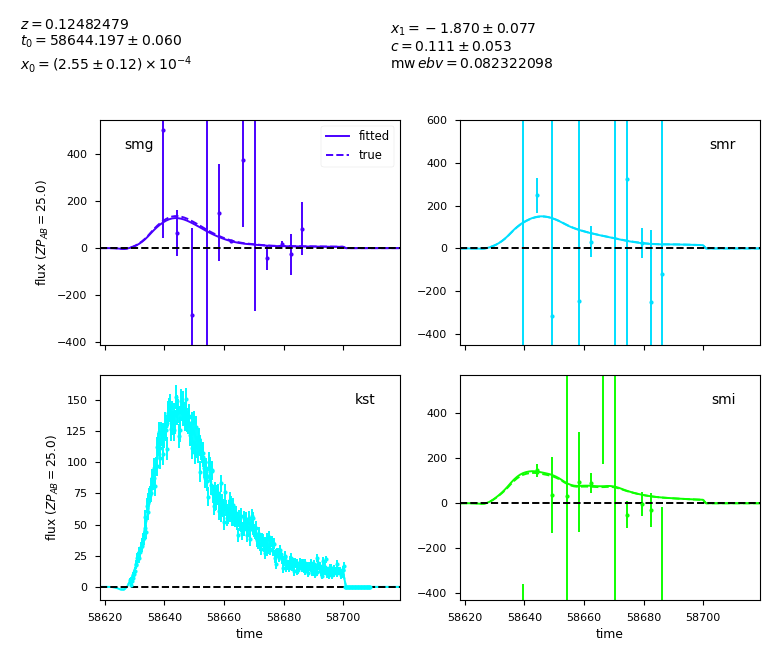 z = 0.12482479
t0 = 58644.197 ± 0.060
x0 = (2.55 ± 0.12) × 10^−4
x1 = −1.870 ± 0.077
c = 0.111 ± 0.053
mw ebv = 0.082322098
smg
fitted
true
400
200
0
−200
−400
flux (ZP_AB = 25.0)
smr
600
400
200
0
−200
−400
kst
150
125
100
75
50
25
0
flux (ZP_AB = 25.0)
58620 58640 58660 58680 58700
time
smi
400
200
0
−200
−400
58620 58640 58660 58680 58700
time